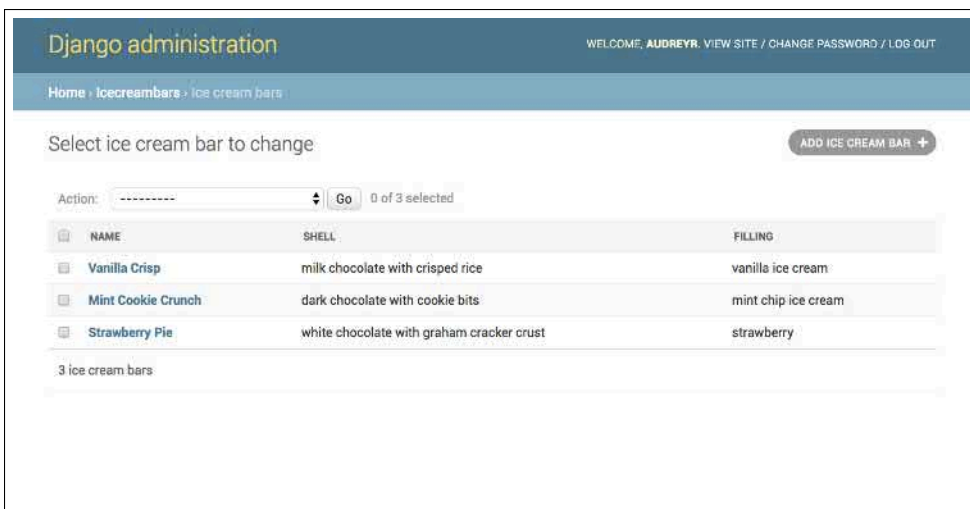 Django administration
WELCOME, AUDREYR. VIEW SITE / CHANGE PASSWORD / LOG OUT
Home › Icecreambars › Ice cream bars
Select ice cream bar to change
ADD ICE CREAM BAR +
Action: --------- Go 0 of 3 selected
NAME SHELL FILLING
Vanilla Crisp milk chocolate with crisped rice vanilla ice cream
Mint Cookie Crunch dark chocolate with cookie bits mint chip ice cream
Strawberry Pie white chocolate with graham cracker crust strawberry
3 ice cream bars